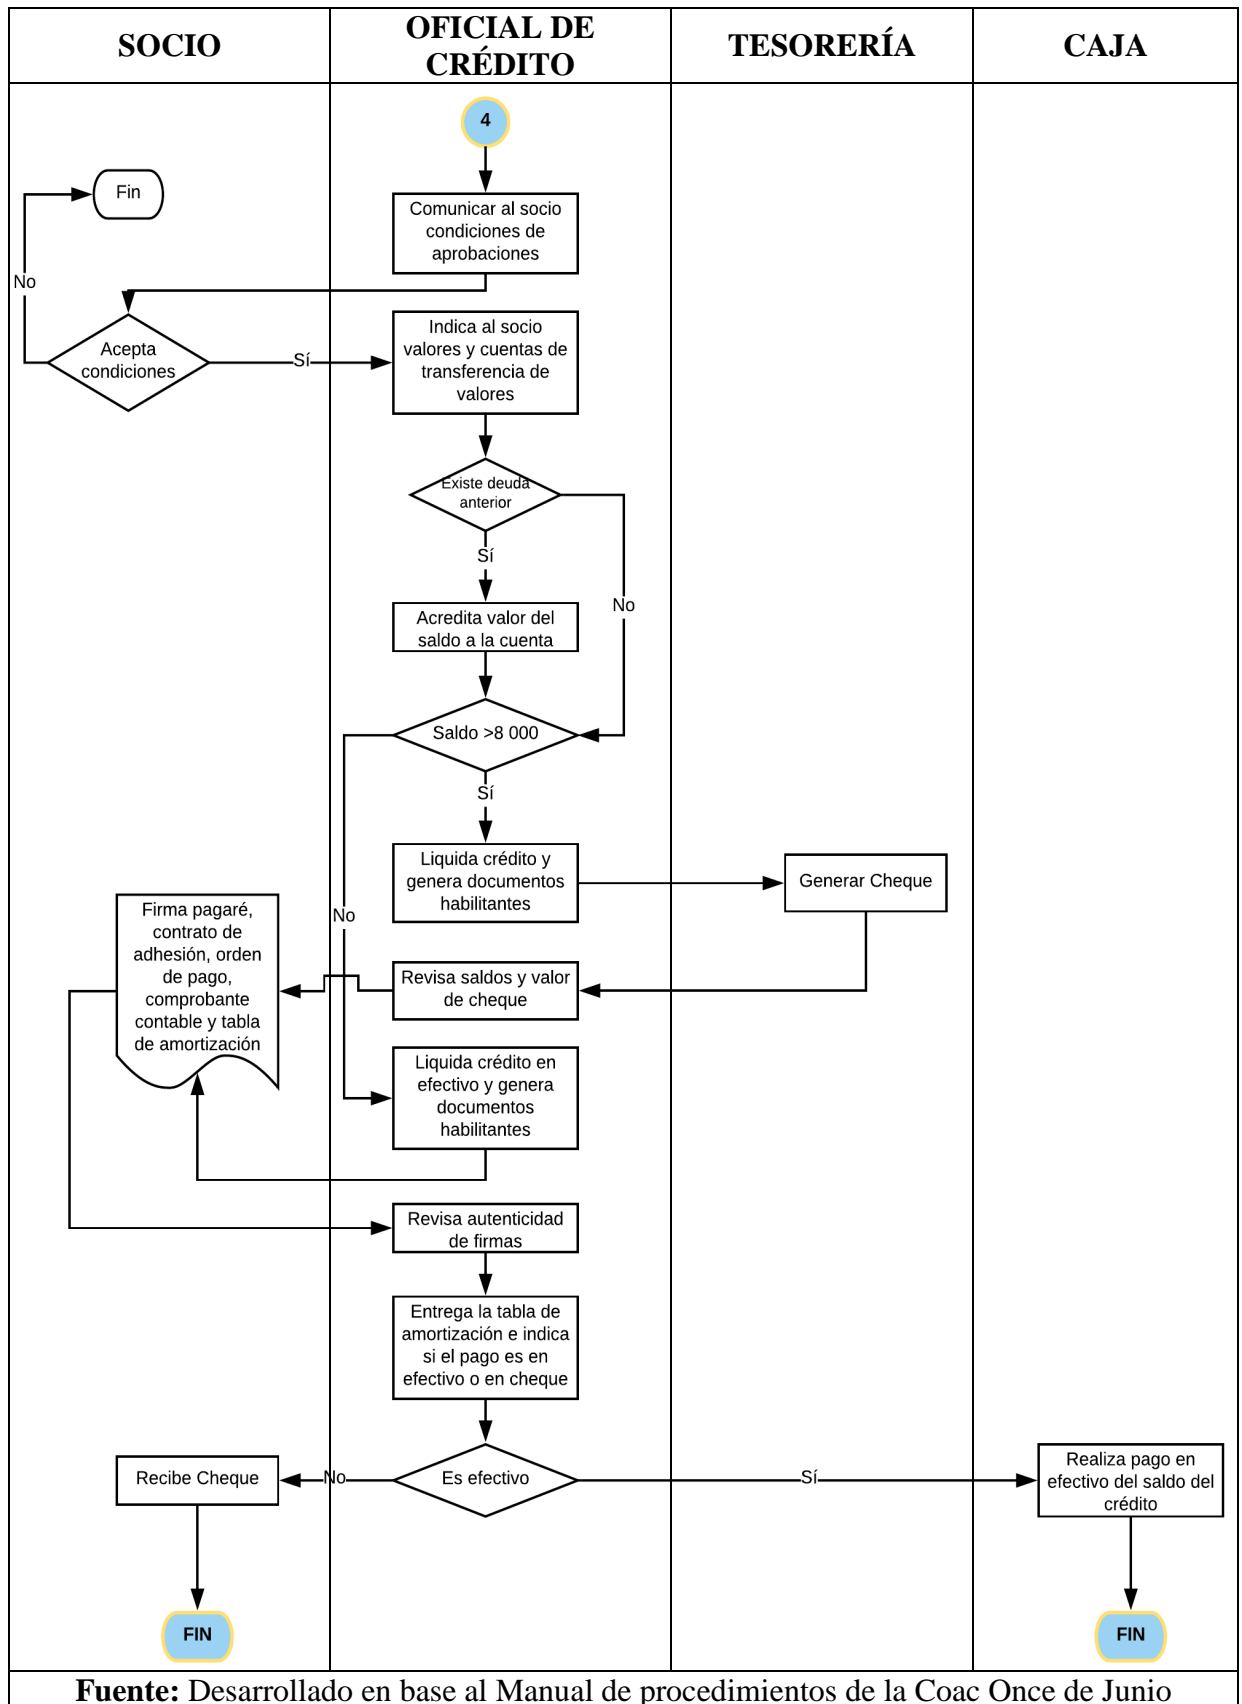 SOCIO
OFICIAL DE
CRÉDITO
TESORERÍA
CAJA
4
Fin
Comunicar al socio
condiciones de
aprobaciones
No
Acepta
condiciones
Sí
Indica al socio
valores y cuentas de
transferencia de
valores
Existe deuda
anterior
Sí
No
Acredita valor del
saldo a la cuenta
Saldo >8 000
Sí
No
Liquida crédito y
genera documentos
habilitantes
Generar Cheque
Firma pagaré,
contrato de
adhesión, orden
de pago,
comprobante
contable y tabla
de amortización
Revisa saldos y valor
de cheque
Liquida crédito en
efectivo y genera
documentos
habilitantes
Revisa autenticidad
de firmas
Entrega la tabla de
amortización e indica
si el pago es en
efectivo o en cheque
Recibe Cheque
No
Es efectivo
Sí
Realiza pago en
efectivo del saldo del
crédito
FIN
FIN
Fuente: Desarrollado en base al Manual de procedimientos de la Coac Once de Junio